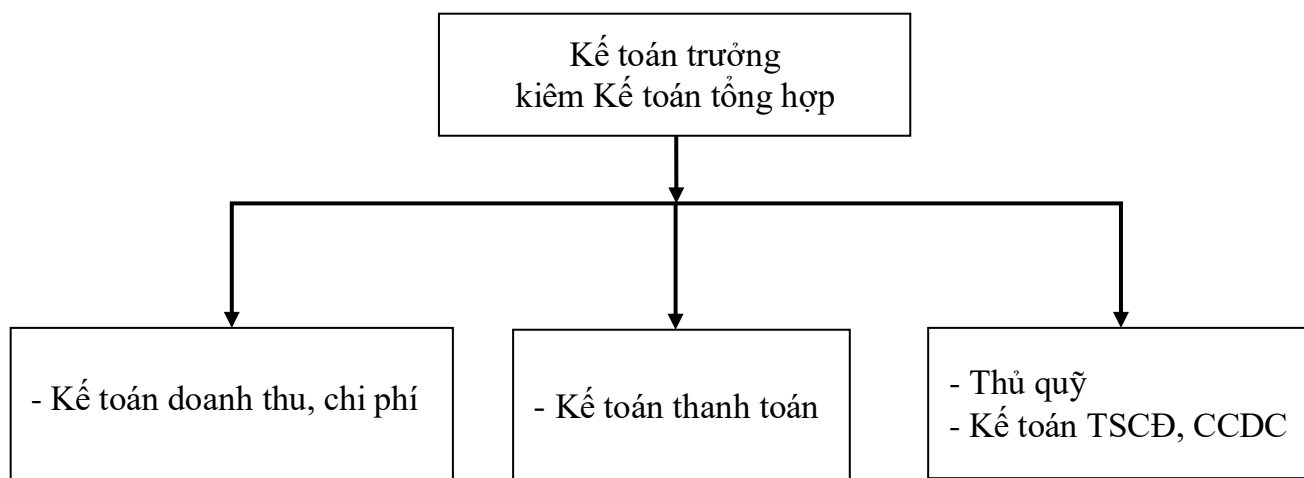 Kế toán trưởng
kiêm Kế toán tổng hợp
- Kế toán doanh thu, chi phí
- Kế toán thanh toán
- Thủ quỹ
- Kế toán TSCĐ, CCDC